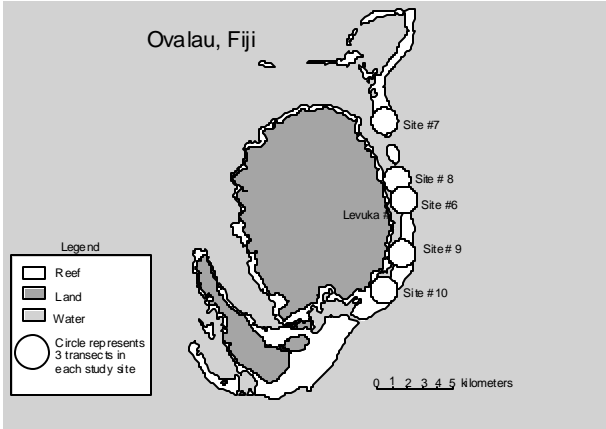 Ovalau, Fiji
Site #7
Site # 8
Site #6
Levuka #
Site # 9
Site #10
Legend
Reef
Land
Water
Circle represents
3 transects in
each study site
0 1 2 3 4 5 kilometers